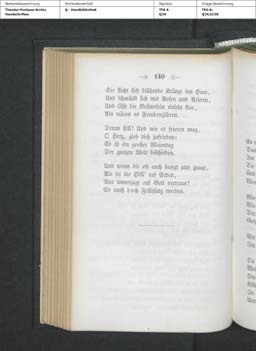 Bestandsbezeichnung
Theodor-Fontane-Archiv
Handschriften
Archivalieneinheit
Q - Handbibliothek
Signatur
TFA A
Q24
Image-Bezeichnung
TFA-A-
Q24_0158
140
Sie flicht sich blühende Kränze ins Haar,
Und schmückt sich mit Rosen und Aehren,
Und läßt die Brünnlein rieseln klar,
Als wären es Freudenzähren.
Drum still! Und wie es frieren mag,
O Herz, gieb dich zufrieden:
Es ist ein großer Maientag
Der ganzen Welt beschieden.
Und wenn dir oft auch bangt und graut,
Als sei die Höll' auf Erden,
Nur unverzagt auf Gott vertraut!
Es muß doch Frühling werden.